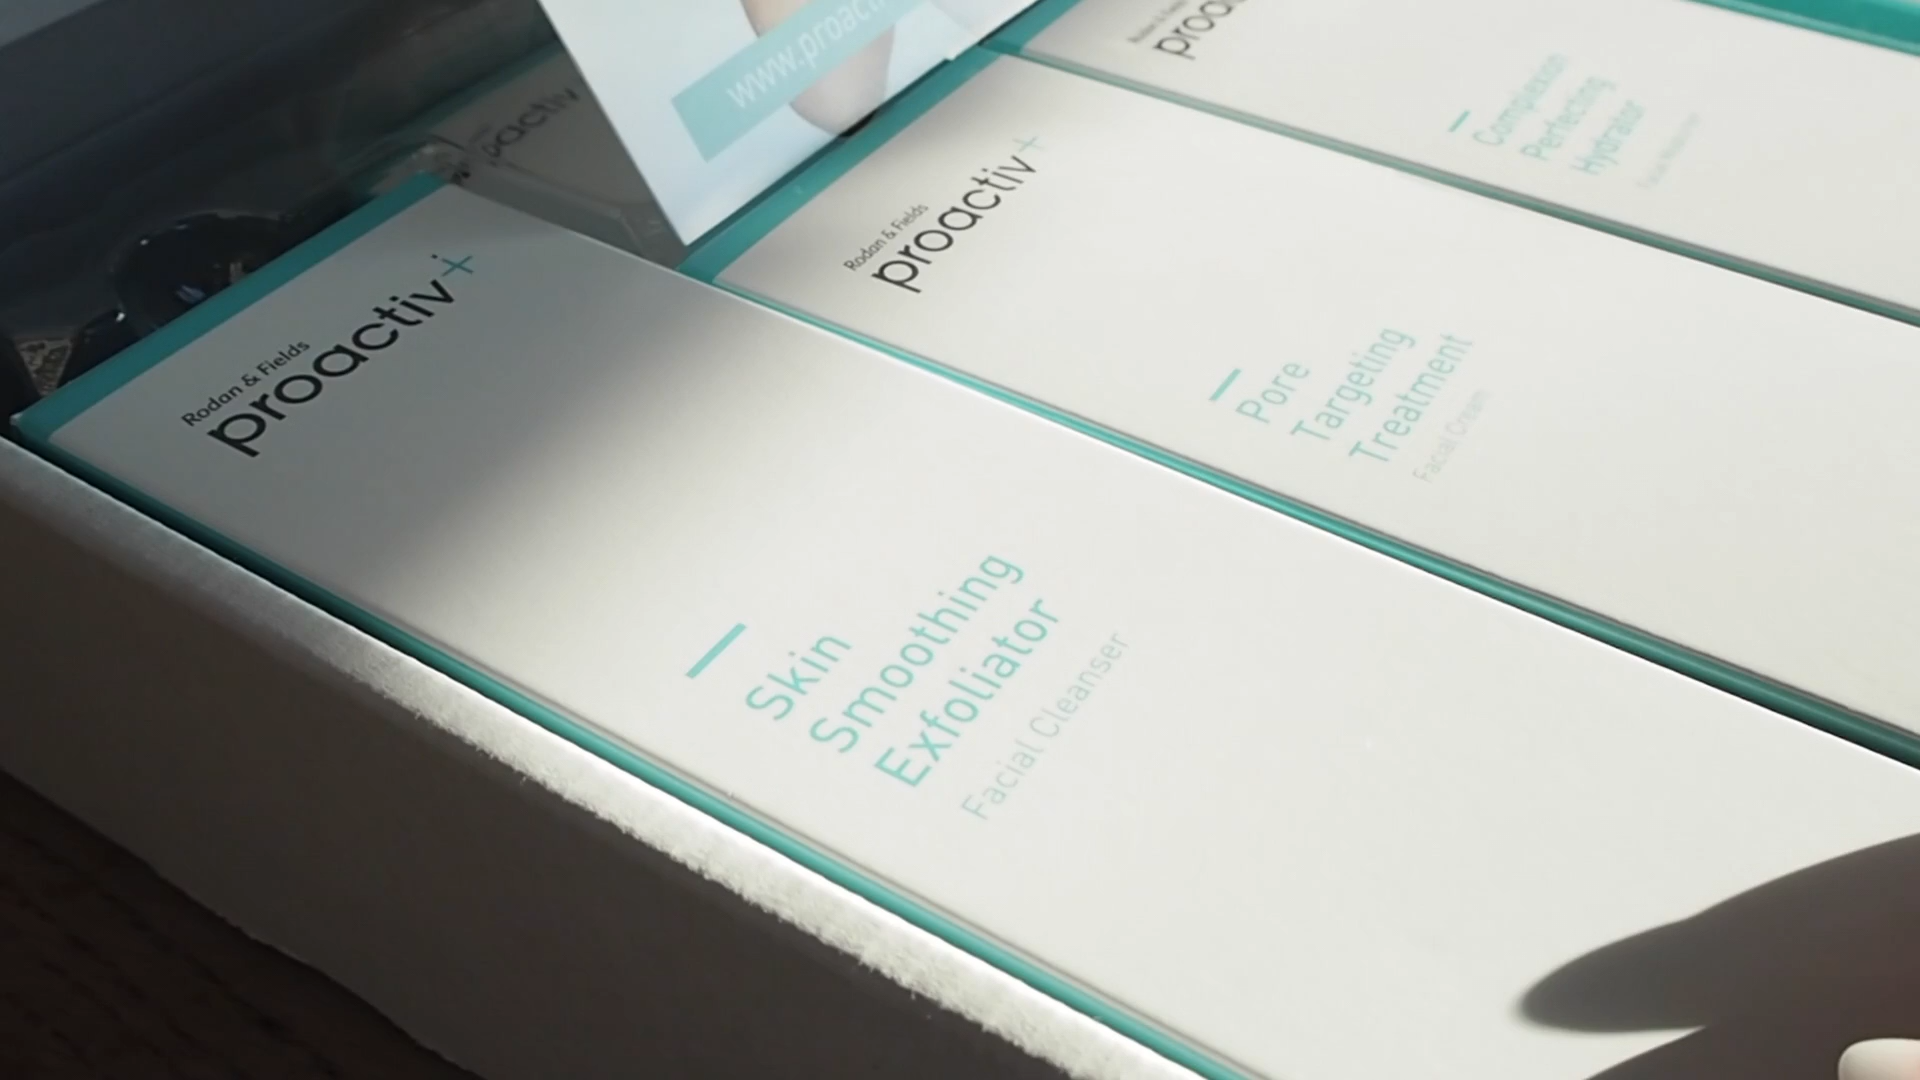 www.proacti
proactiv
Rodan & Fields
proactiv+
Skin
Smoothing
Exfoliator
Facial Cleanser
Rodan & Fields
proactiv+
Pore
Targeting
Treatment
Facial Cream
Rodan & Fields
proa
Complexion
Perfecting
Hydrator